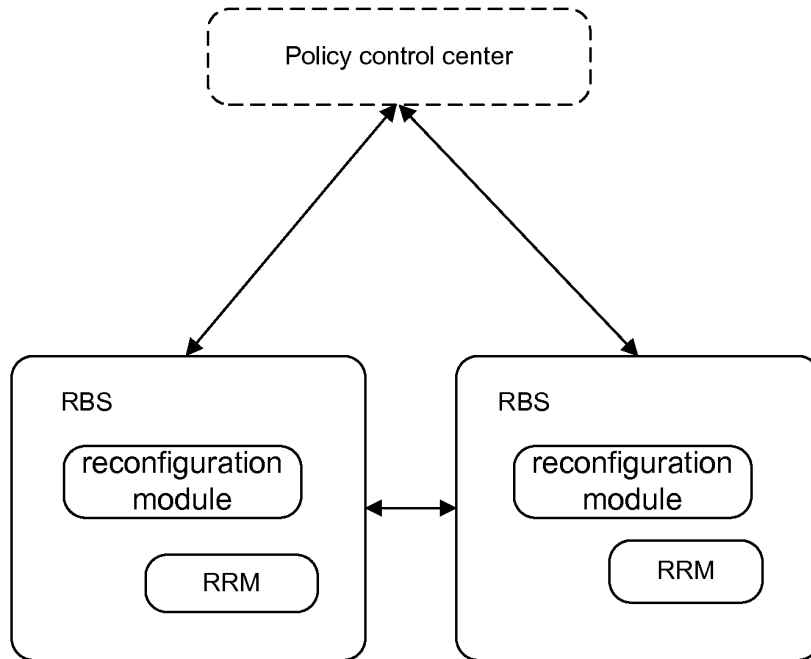 Policy control center
RBS
reconfiguration
module
RRM
RBS
reconfiguration
module
RRM